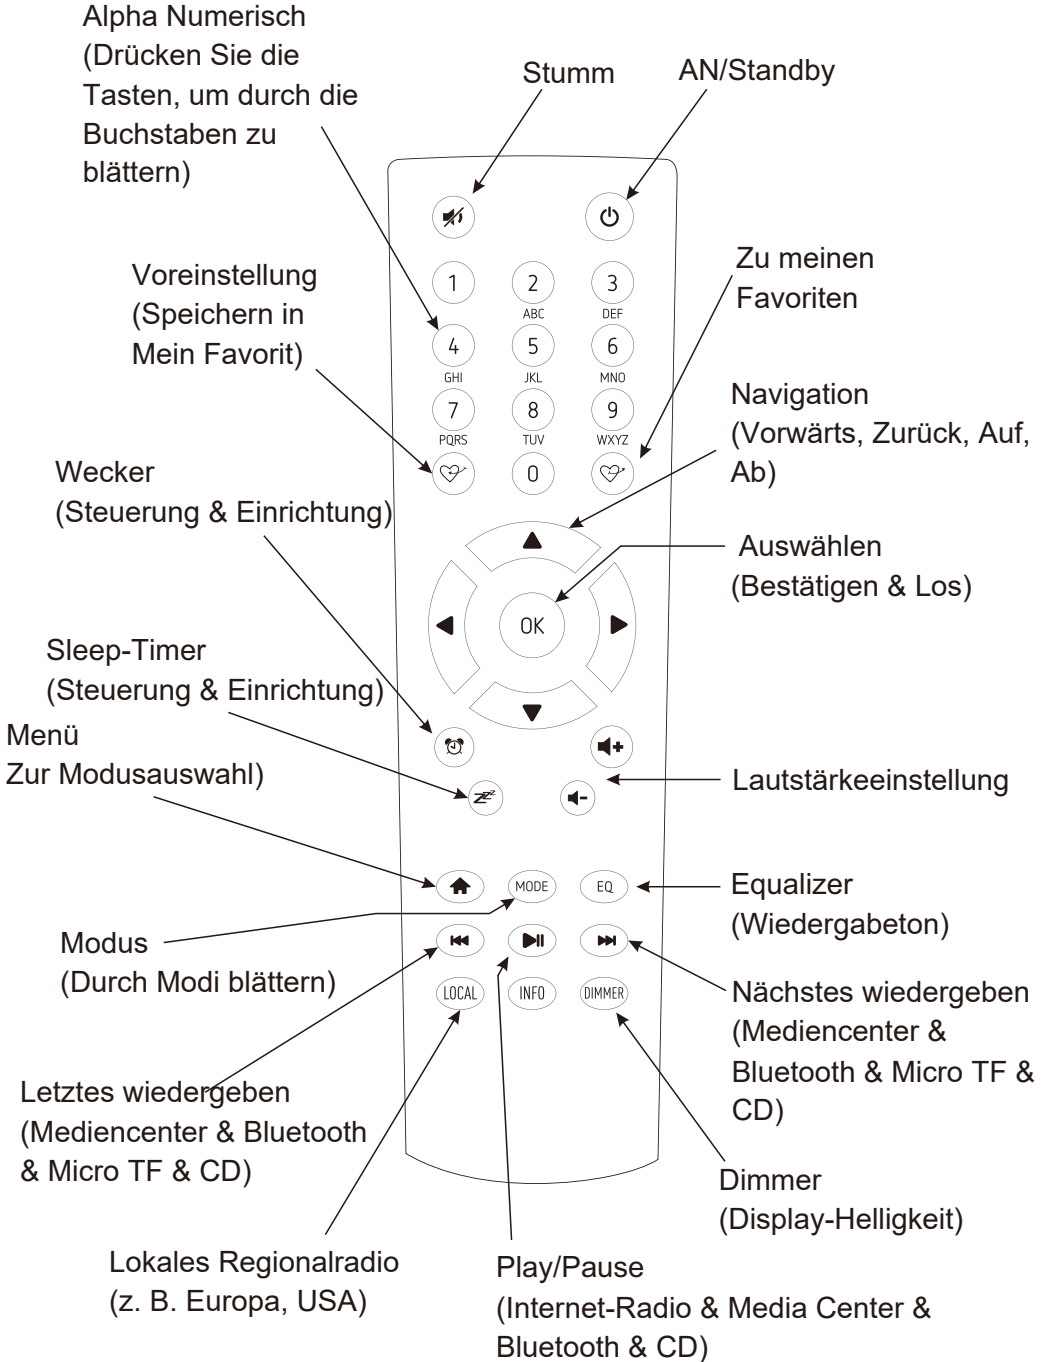 Alpha Numerisch
(Drücken Sie die
Tasten, um durch die
Buchstaben zu
blättern)
Stumm
AN/Standby
Voreinstellung
(Speichern in
Mein Favorit)
Zu meinen
Favoriten
1
2
3
ABC
DEF
4
5
6
GHI
JKL
MNO
7
8
9
PQRS
TUV
WXYZ
0
Navigation
(Vorwärts, Zurück, Auf,
Ab)
Wecker
(Steuerung & Einrichtung)
Auswählen
(Bestätigen & Los)
OK
Sleep-Timer
(Steuerung & Einrichtung)
Menü
Zur Modusauswahl)
+
Lautstärkeeinstellung
zzz
-
MODE
EQ
Equalizer
(Wiedergabeton)
Modus
(Durch Modi blättern)
LOCAL
INFO
DIMMER
Nächstes wiedergeben
(Mediencenter &
Bluetooth & Micro TF &
CD)
Letztes wiedergeben
(Mediencenter & Bluetooth
& Micro TF & CD)
Dimmer
(Display-Helligkeit)
Lokales Regionalradio
(z. B. Europa, USA)
Play/Pause
(Internet-Radio & Media Center &
Bluetooth & CD)